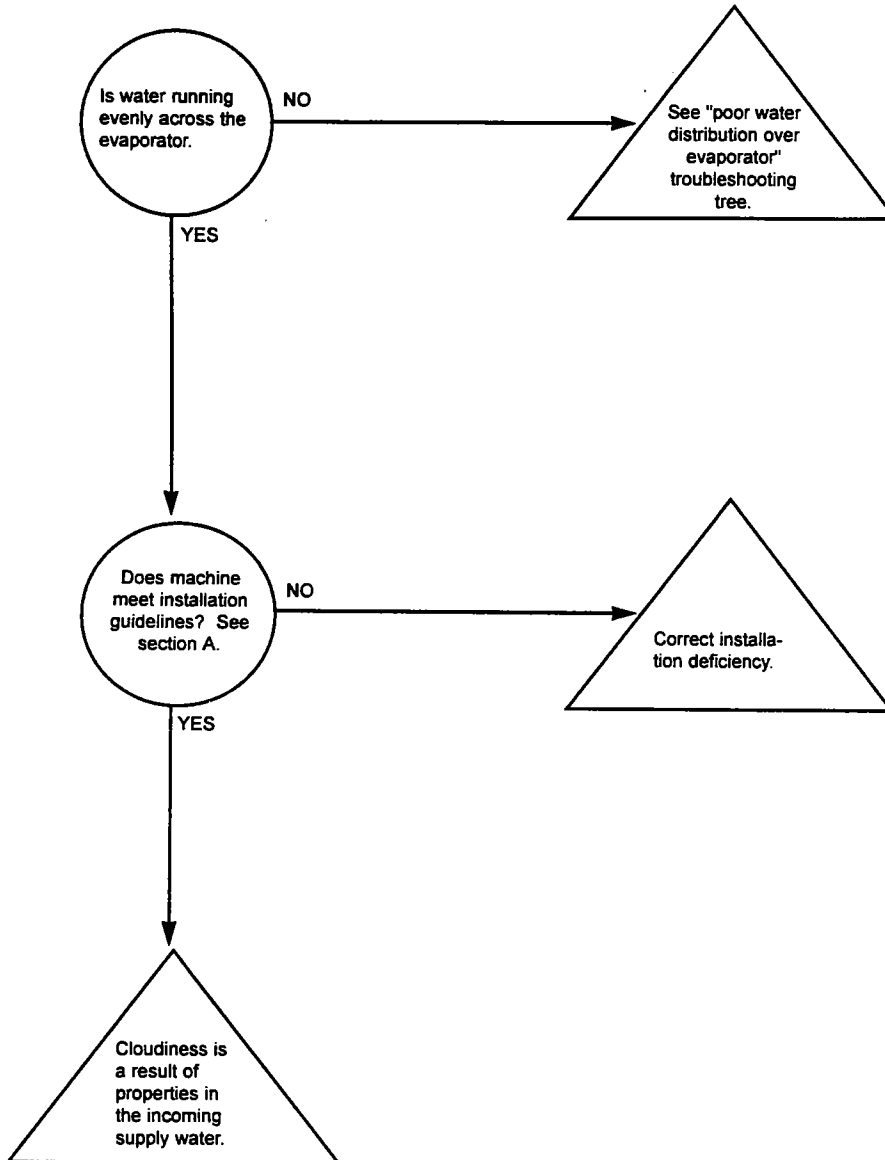 Is water running
evenly across the
evaporator.
NO
See "poor water
distribution over
evaporator"
troubleshooting
tree.
YES
Does machine
meet installation
guidelines? See
section A.
NO
Correct installa-
tion deficiency.
YES
Cloudiness is
a result of
properties in
the incoming
supply water.